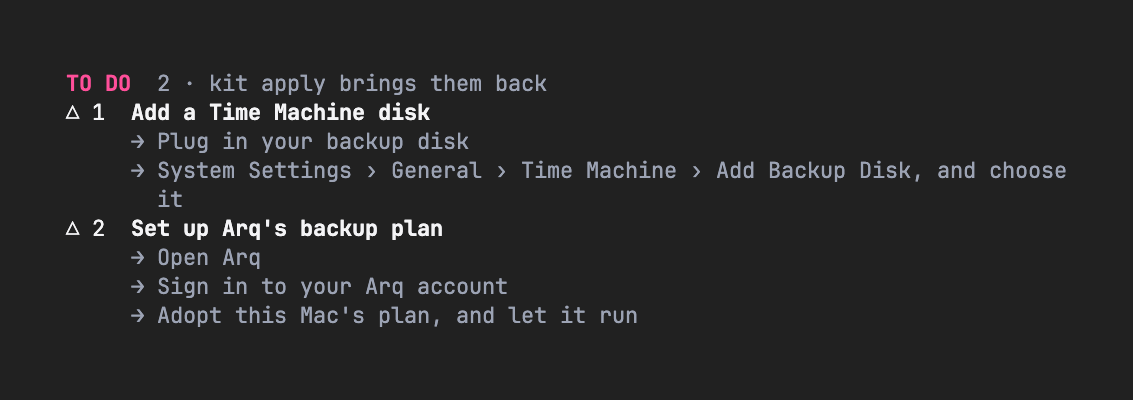 TO DO  2 · kit apply brings them back
△ 1  Add a Time Machine disk
→ Plug in your backup disk
→ System Settings › General › Time Machine › Add Backup Disk, and choose
it
△ 2  Set up Arq's backup plan
→ Open Arq
→ Sign in to your Arq account
→ Adopt this Mac's plan, and let it run